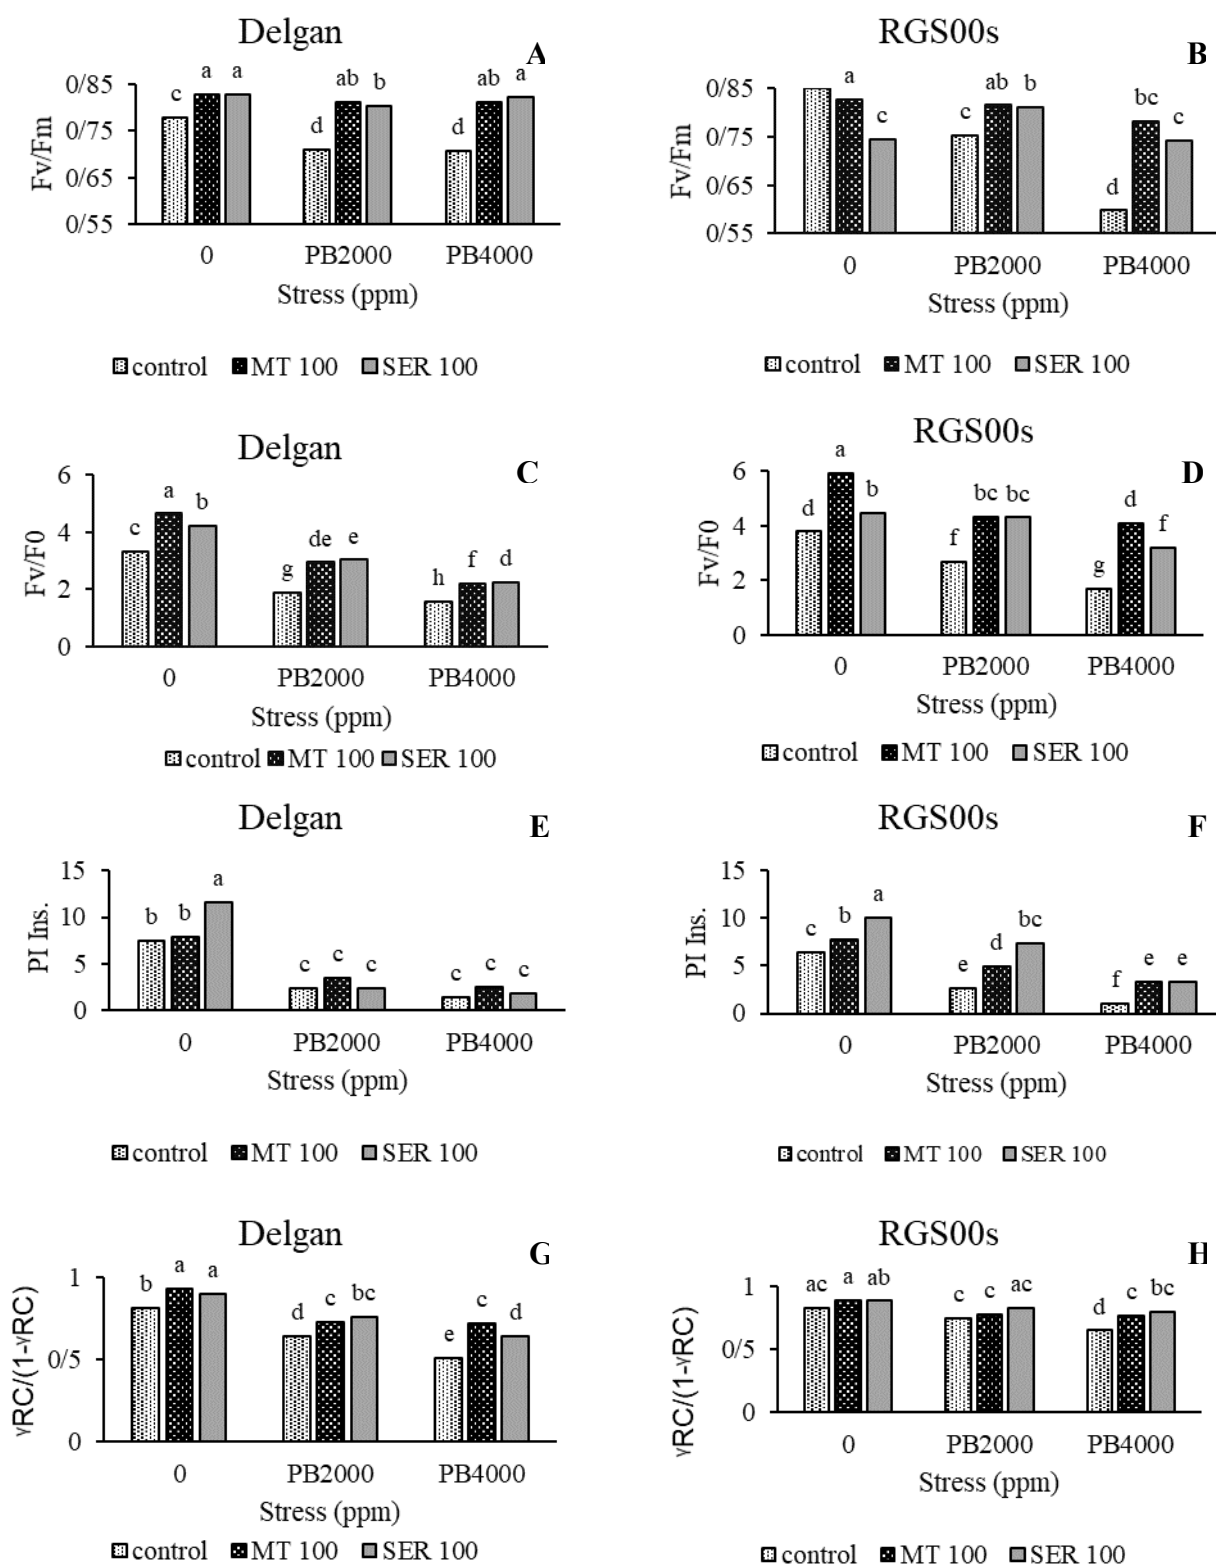 Delgan
A
a a ab b ab a
c d d
0/85
0/75
0/65
0/55
Fv/Fm
0 PB2000 PB4000
Stress (ppm)
control MT 100 SER 100
RGS00s
B
a c c ab b d bc c
0/85
0/75
0/65
0/55
Fv/Fm
0 PB2000 PB4000
Stress (ppm)
control MT 100 SER 100
Delgan
C
c a b g de e h f d
6
4
2
0
Fv/F0
0 PB2000 PB4000
Stress (ppm)
control MT 100 SER 100
RGS00s
D
d a b f bc bc g d f
6
4
2
0
Fv/F0
0 PB2000 PB4000
Stress (ppm)
control MT 100 SER 100
Delgan
E
b b a c c c c c c
15
10
5
0
PI Ins.
0 PB2000 PB4000
Stress (ppm)
control MT 100 SER 100
RGS00s
F
c b a e d bc f e e
15
10
5
0
PI Ins.
0 PB2000 PB4000
Stress (ppm)
control MT 100 SER 100
Delgan
G
b a a d c bc e c d
1
0/5
0
γRC/(1-γRC)
0 PB2000 PB4000
Stress (ppm)
control MT 100 SER 100
RGS00s
H
ac a ab c c ac d c bc
1
0/5
0
γRC/(1-γRC)
0 PB2000 PB4000
Stress (ppm)
control MT 100 SER 100